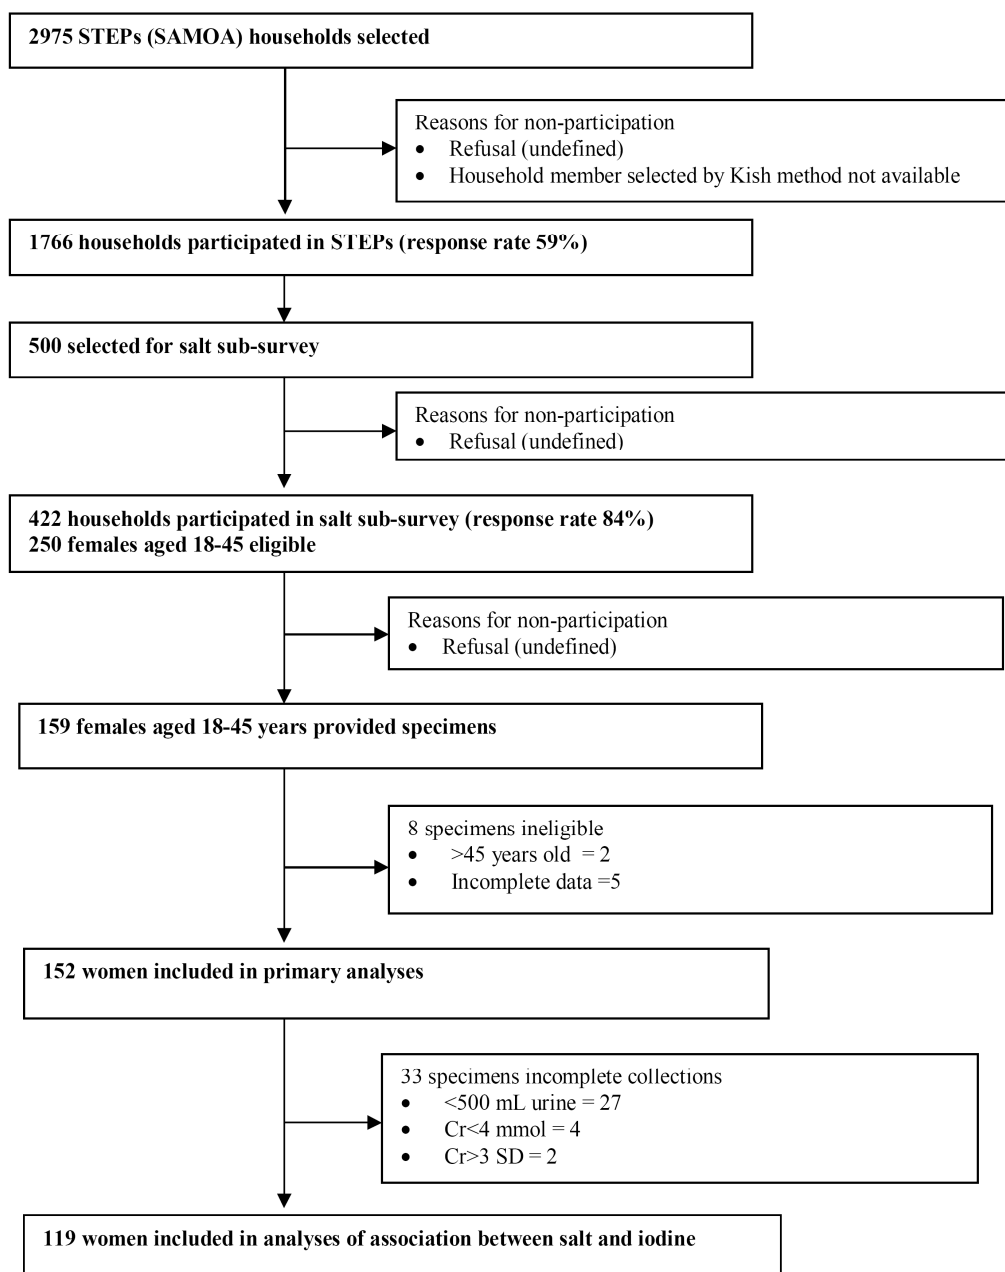 2975 STEPs (SAMOA) households selected
Reasons for non-participation
• Refusal (undefined)
• Household member selected by Kish method not available
1766 households participated in STEPs (response rate 59%)
500 selected for salt sub-survey
Reasons for non-participation
• Refusal (undefined)
422 households participated in salt sub-survey (response rate 84%)
250 females aged 18-45 eligible
Reasons for non-participation
• Refusal (undefined)
159 females aged 18-45 years provided specimens
8 specimens ineligible
• >45 years old = 2
• Incomplete data =5
152 women included in primary analyses
33 specimens incomplete collections
• <500 mL urine = 27
• Cr<4 mmol = 4
• Cr>3 SD = 2
119 women included in analyses of association between salt and iodine